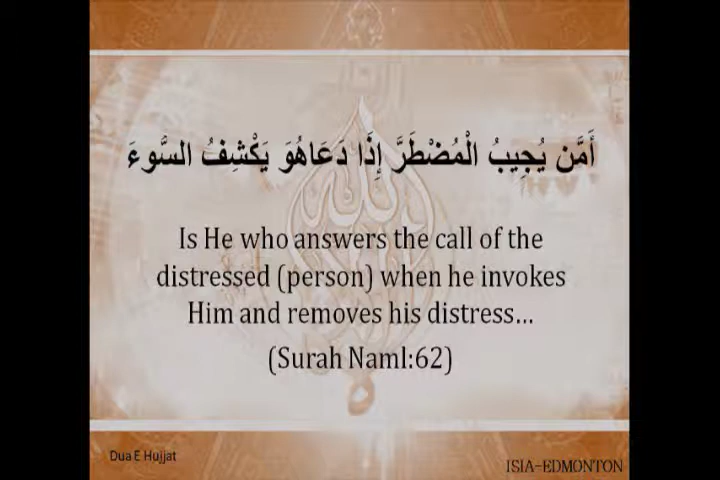 أَمَّن يُجِيبُ الْمُضْطَرَّ إِذَا دَعَاهُوَ يَكْشِفُ السُّوءَ
Is He who answers the call of the
distressed (person) when he invokes
Him and removes his distress...
(Surah Naml:62)
Dua E Hujjat
ISIA-EDMONTON